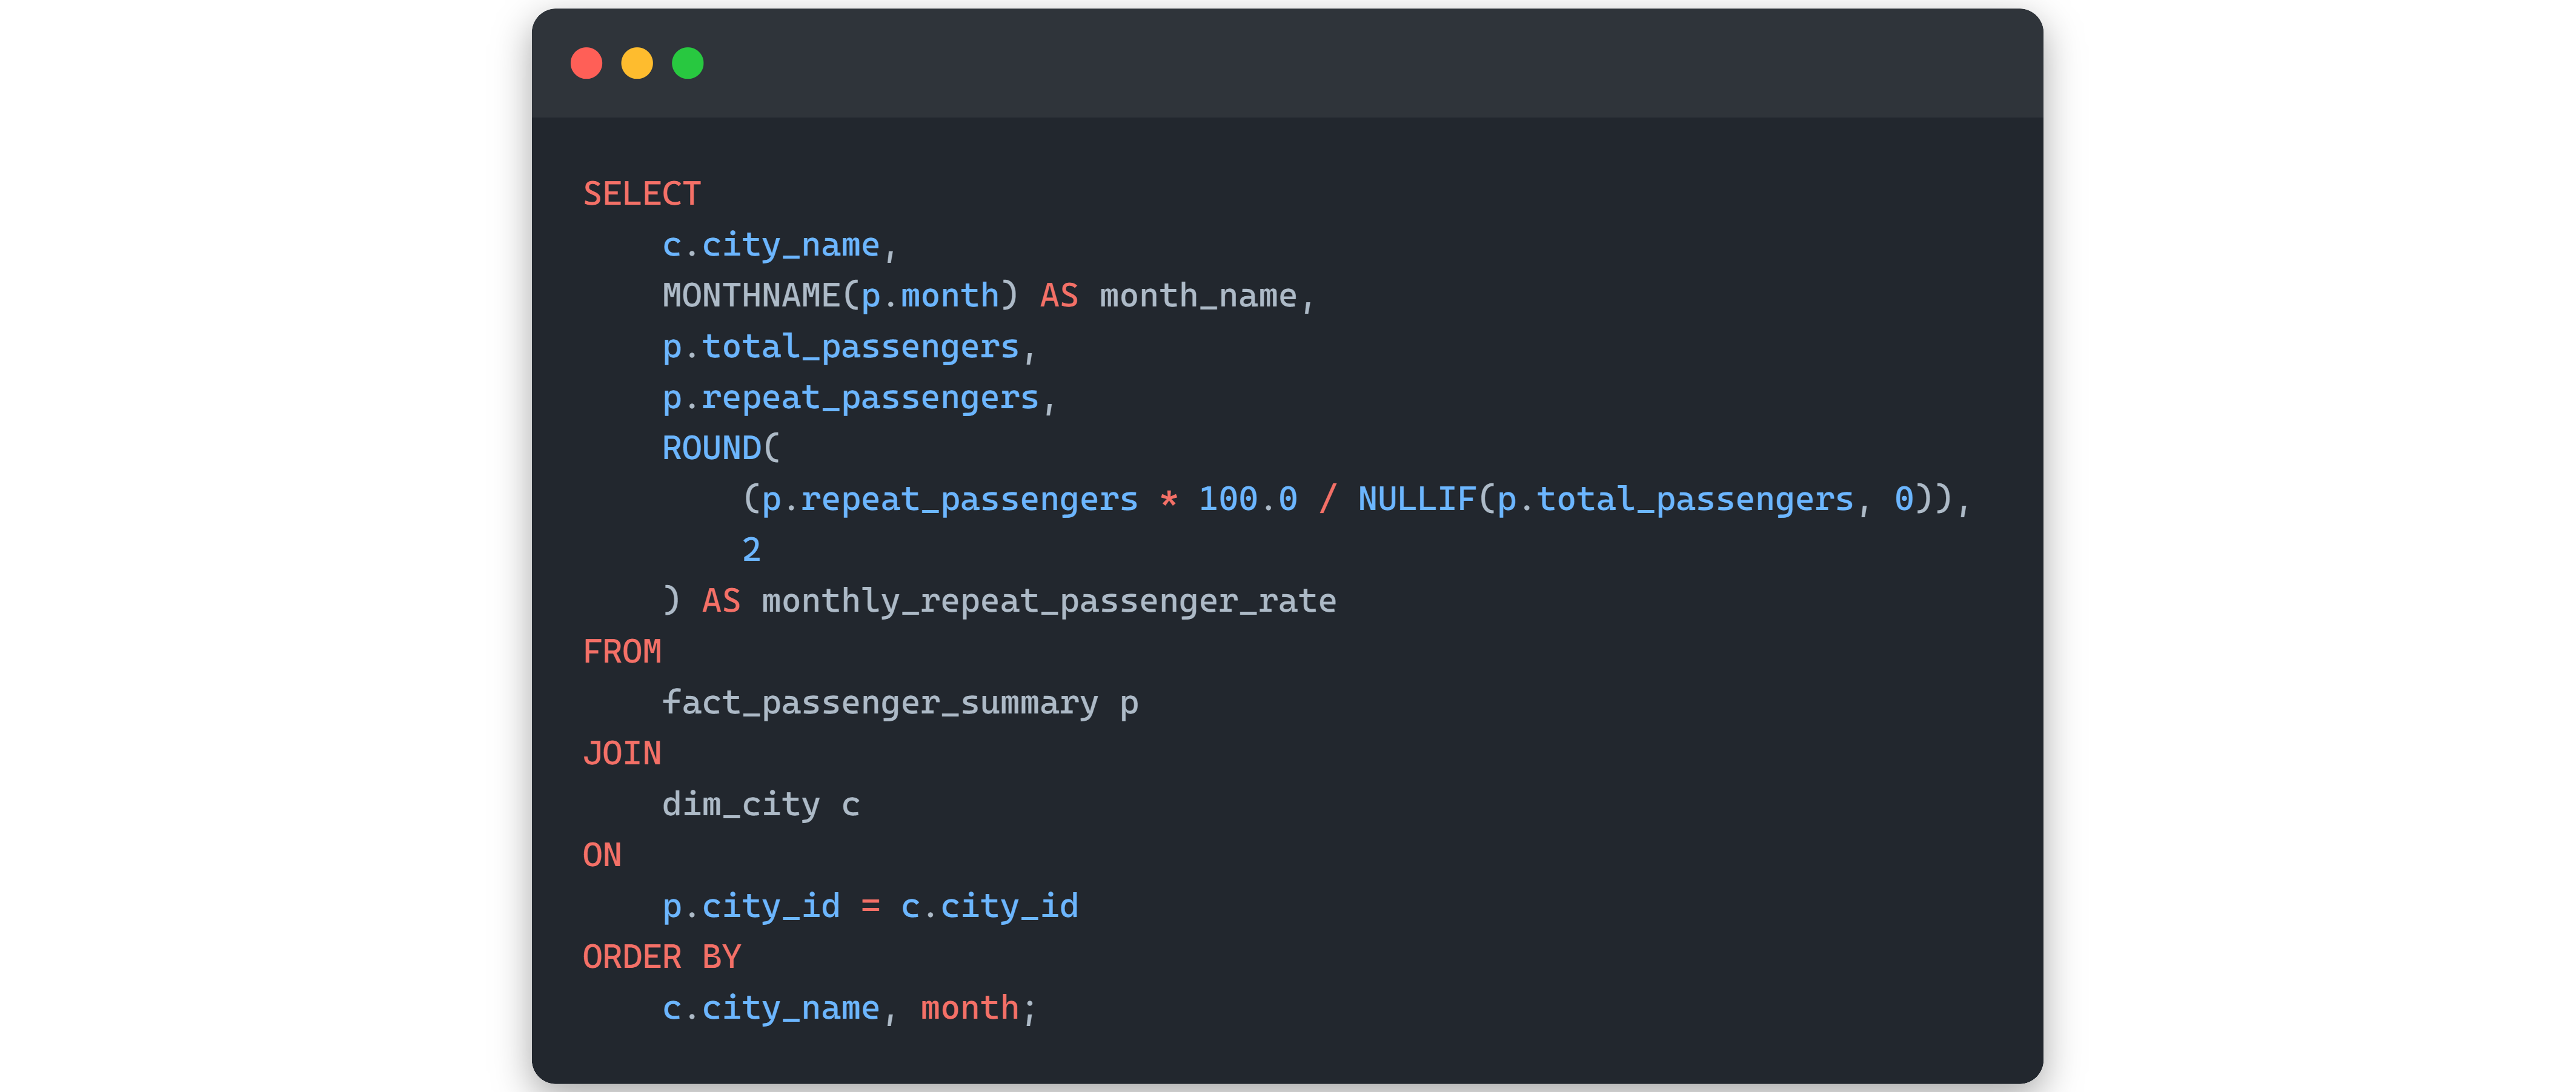 SELECT
    c.city_name,
    MONTHNAME(p.month) AS month_name,
    p.total_passengers,
    p.repeat_passengers,
    ROUND(
        (p.repeat_passengers * 100.0 / NULLIF(p.total_passengers, 0)),
        2
    ) AS monthly_repeat_passenger_rate
FROM
    fact_passenger_summary p
JOIN
    dim_city c
ON
    p.city_id = c.city_id
ORDER BY
    c.city_name, month;